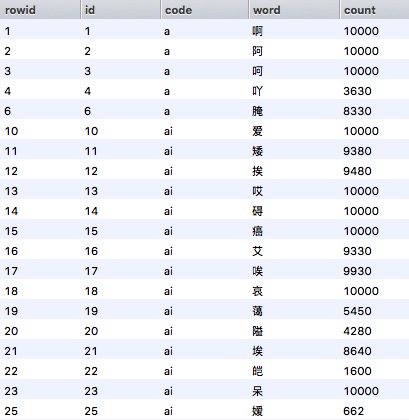 rowid id code word count
1 1 a 啊 10000
2 2 a 阿 10000
3 3 a 呵 10000
4 4 a 吖 3630
6 6 a 腌 8330
10 10 ai 爱 10000
11 11 ai 矮 9380
12 12 ai 挨 9480
13 13 ai 哎 10000
14 14 ai 碍 10000
15 15 ai 癌 10000
16 16 ai 艾 9330
17 17 ai 唉 9930
18 18 ai 哀 10000
19 19 ai 蔼 5450
20 20 ai 隘 4280
21 21 ai 埃 8640
22 22 ai 皑 1600
23 23 ai 呆 10000
25 25 ai 嫒 662